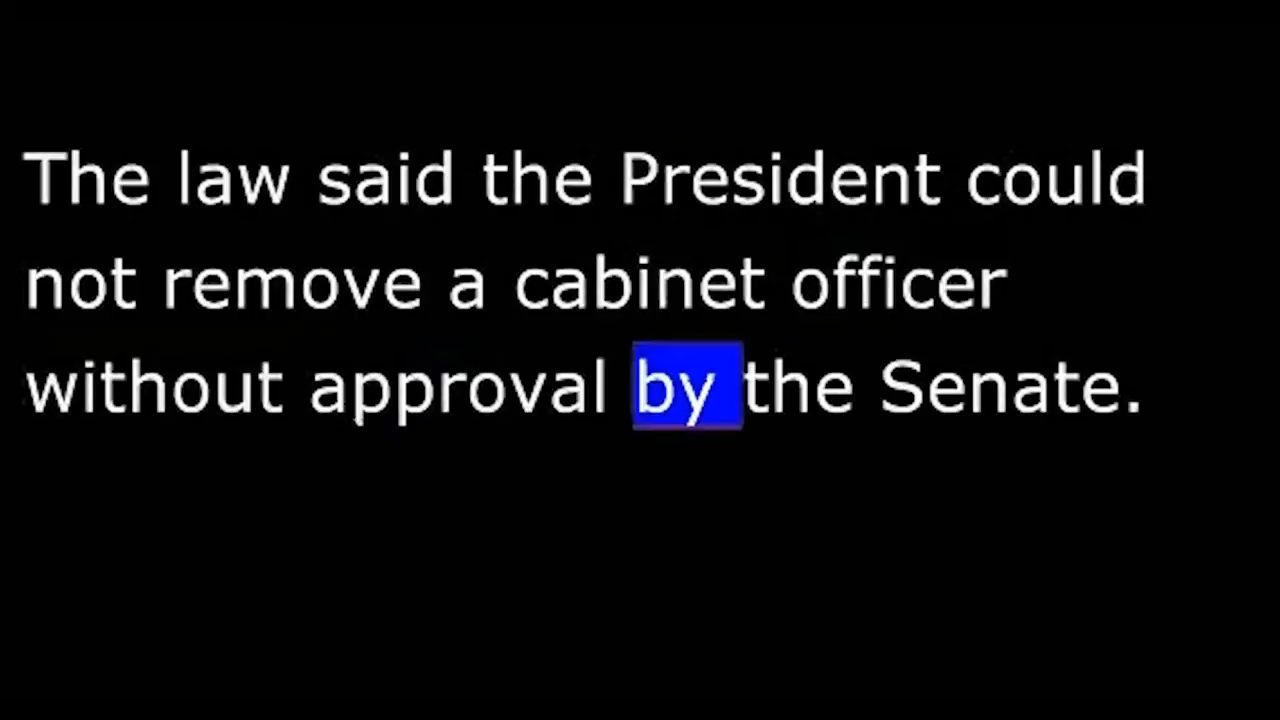 The law said the President could
not remove a cabinet officer
without approval by the Senate.